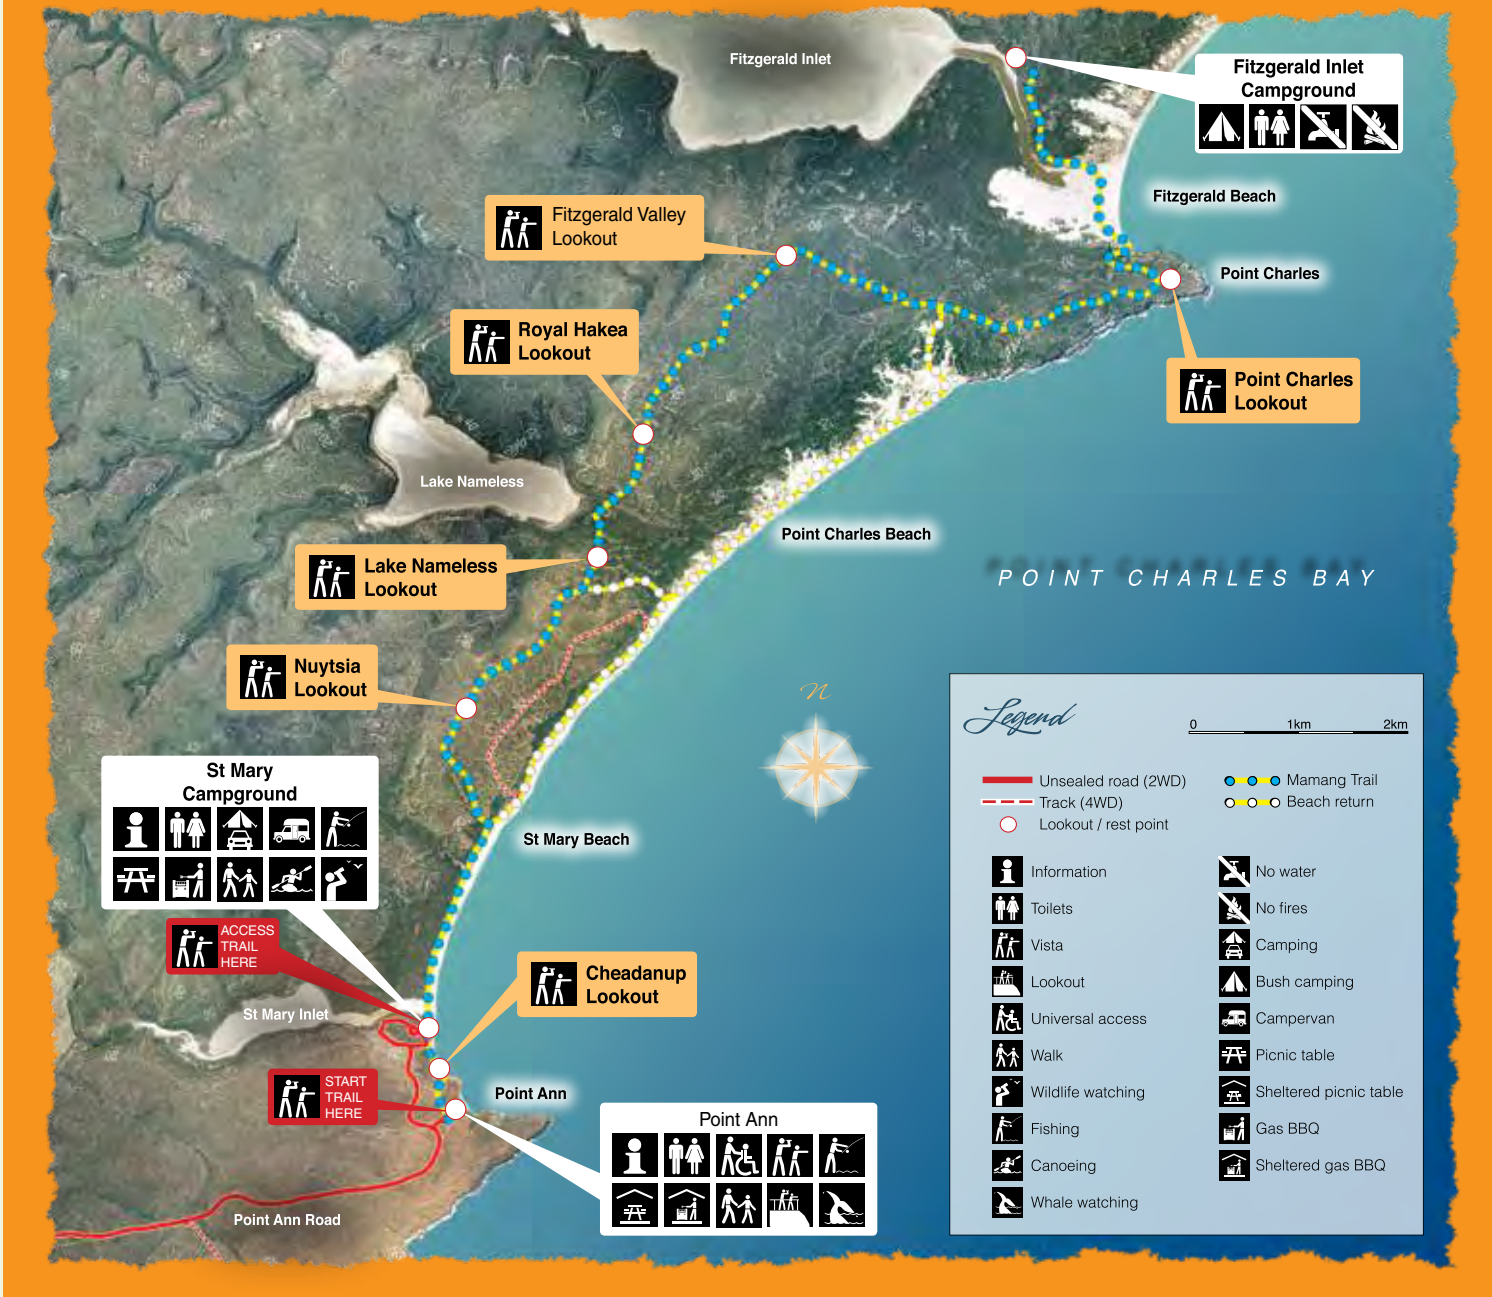 Fitzgerald Inlet
Fitzgerald Inlet
Campground
Fitzgerald Beach
Fitzgerald Valley
Lookout
Point Charles
Royal Hakea
Lookout
Point Charles
Lookout
Lake Nameless
Point Charles Beach
Lake Nameless
Lookout
POINT CHARLES BAY
Nuytsia
Lookout
N
St Mary
Campground
St Mary Beach
ACCESS
TRAIL
HERE
Cheadanup
Lookout
St Mary Inlet
START
TRAIL
HERE
Point Ann
Point Ann
Point Ann Road
Legend
0 1km 2km
Unsealed road (2WD)
Track (4WD)
Lookout / rest point
Mamang Trail
Beach return
Information
Toilets
Vista
Lookout
Universal access
Walk
Wildlife watching
Fishing
Canoeing
Whale watching
No water
No fires
Camping
Bush camping
Campervan
Picnic table
Sheltered picnic table
Gas BBQ
Sheltered gas BBQ